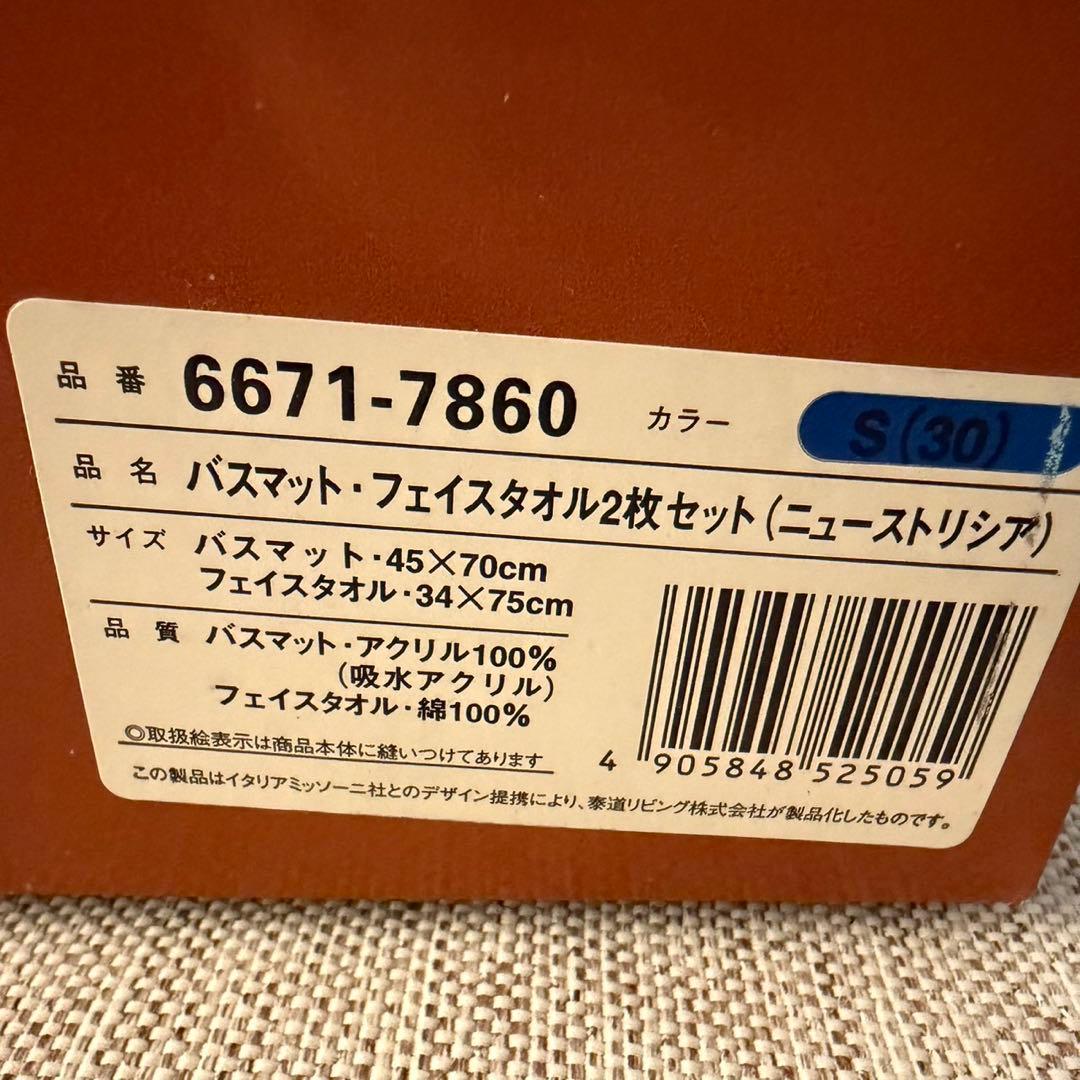 品番 6671-7860 カラー S(30)
品名 バスマット・フェイスタオル2枚セット(ニューストリシア)
サイズ バスマット・45×70cm
フェイスタオル・34×75cm
品質 バスマット・アクリル100%
(吸水アクリル)
フェイスタオル・綿100%
◎取扱絵表示は商品本体に縫いつけてあります
この製品はイタリアミッソーニ社とのデザイン提携により、泰道リビング株式会社が製品化したものです。
4 905848 525059